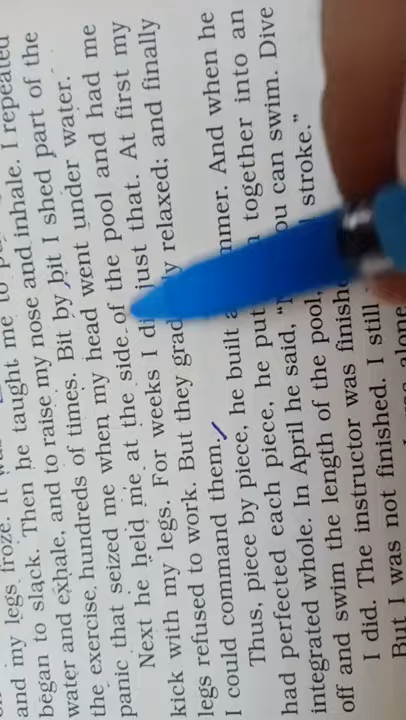 and my legs froze. It
began to slack. Then he taught me to
water and exhale, and to raise my nose and inhale. I repeated
the exercise hundreds of times. Bit by bit I shed part of the
panic that seized me when my head went under water.
Next he held me at the side of the pool and had me
kick with my legs. For weeks I just that. At first my
legs refused to work. But they relaxed; and finally
I could command them.
Thus, piece by piece, he built And when he
had perfected each piece, he put together into an
integrated whole. In April he said, can swim. Dive
off and swim the length of the pool, stroke.”
I did. The instructor was
But I was not finished. I still alone